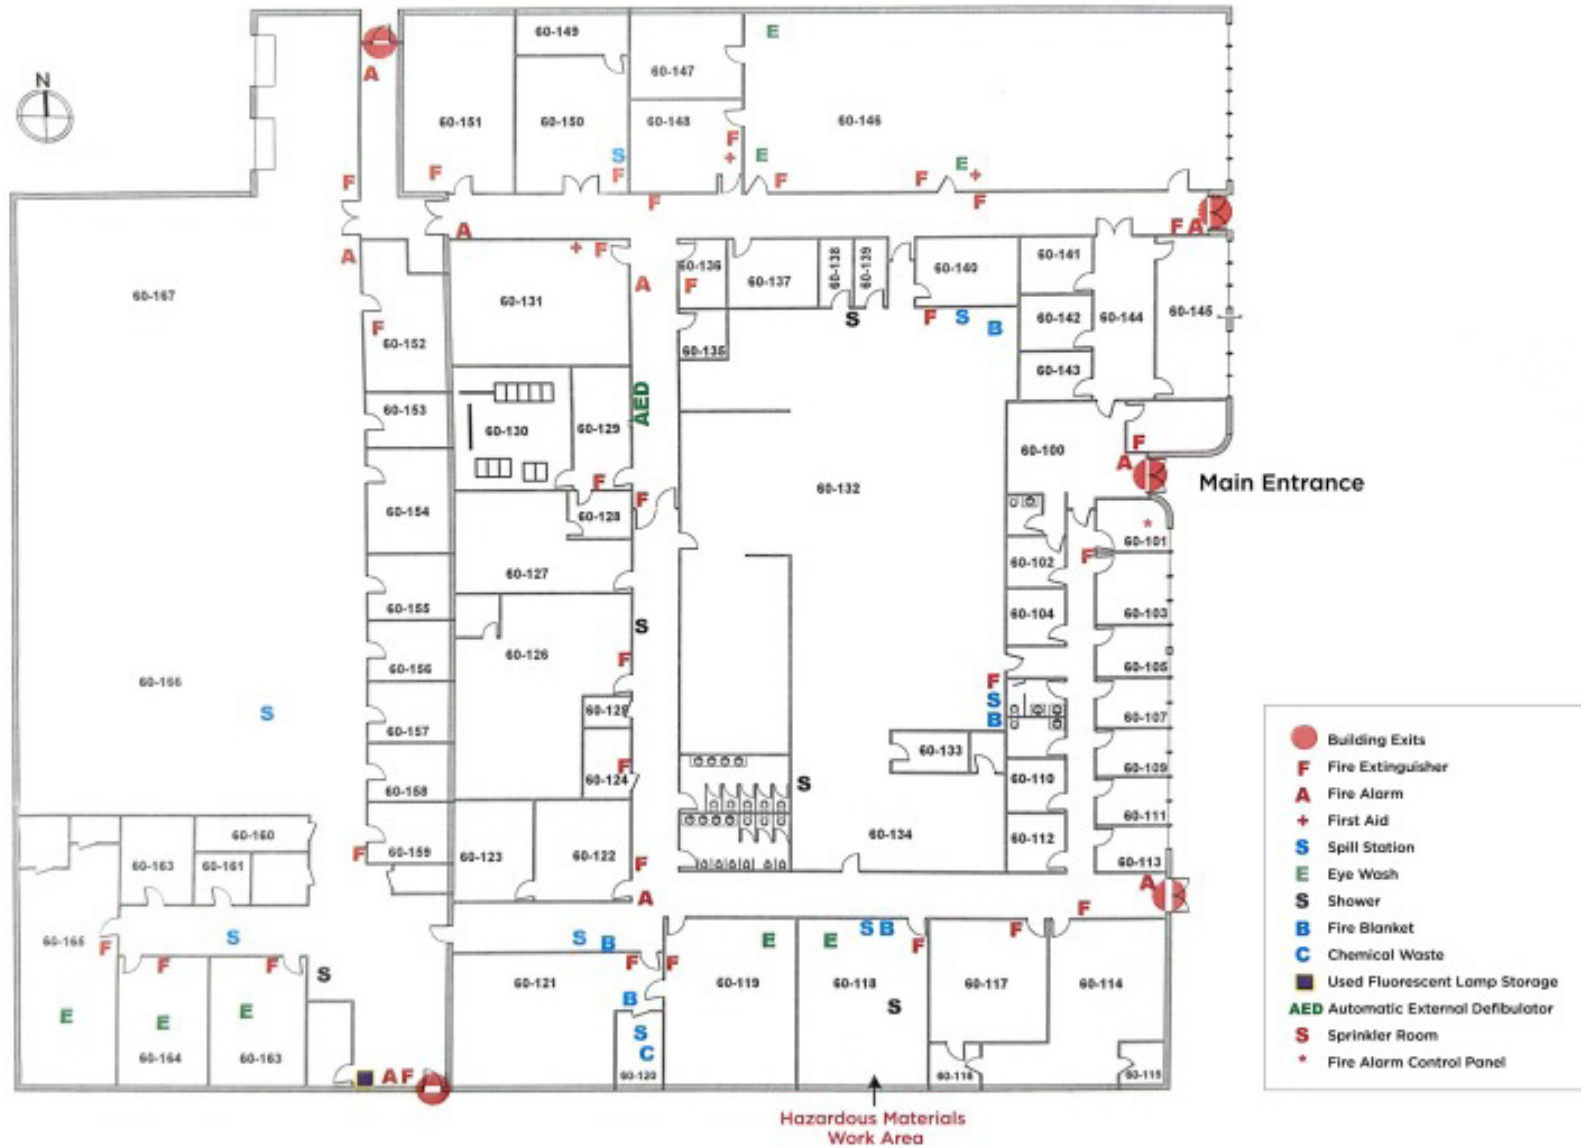 N
A
60-149
E
60-147
60-151
60-150
60-148
60-146
F
S
F
F
+
E
E
+
F
F
F
F
F
F
A
A
A
F
A
+
F
60-136
60-138
60-139
60-141
60-167
A
F
60-137
60-140
60-131
F
60-152
S
F
S
B
60-142
60-144
60-145
60-135
60-143
60-153
AED
60-130
60-129
60-100
F
A
Main Entrance
60-132
F
F
60-154
60-128
60-101
*
F
60-127
60-102
60-155
60-104
60-103
S
60-126
F
60-156
60-105
60-166
F
S
S
B
60-125
60-107
60-157
60-133
60-109
F
60-124
S
60-110
60-158
60-111
60-160
60-134
60-112
60-163
60-161
F
60-159
60-123
60-122
F
60-113
A
A
F
60-165
F
S
S
B
E
E
S
B
F
F
F
F
S
F
F
60-121
60-119
60-118
60-117
60-114
B
S
E
E
E
S
C
60-164
60-163
60-120
A F
Hazardous Materials
Work Area
Building Exits
F Fire Extinguisher
A Fire Alarm
+ First Aid
S Spill Station
E Eye Wash
S Shower
B Fire Blanket
C Chemical Waste
Used Fluorescent Lamp Storage
AED Automatic External Defibulator
S Sprinkler Room
* Fire Alarm Control Panel